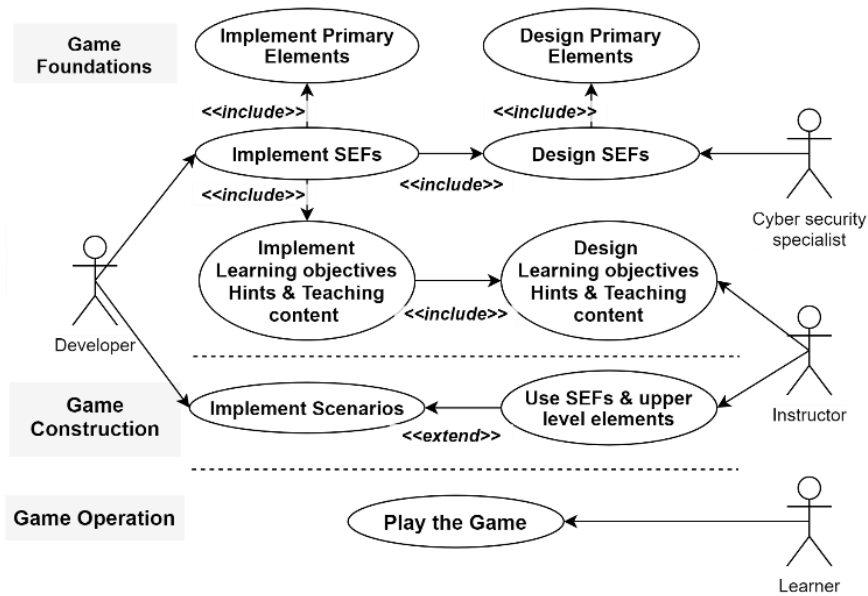 Game
Foundations
Implement Primary
Elements
Design Primary
Elements
<<include>>
<<include>>
Implement SEFs
Design SEFs
<<include>>
<<include>>
Cyber security
specialist
Implement
Learning objectives
Hints & Teaching
content
<<include>>
Design
Learning objectives
Hints & Teaching
content
Developer
Game
Construction
Implement Scenarios
<<extend>>
Use SEFs & upper
level elements
Instructor
Game Operation
Play the Game
Learner